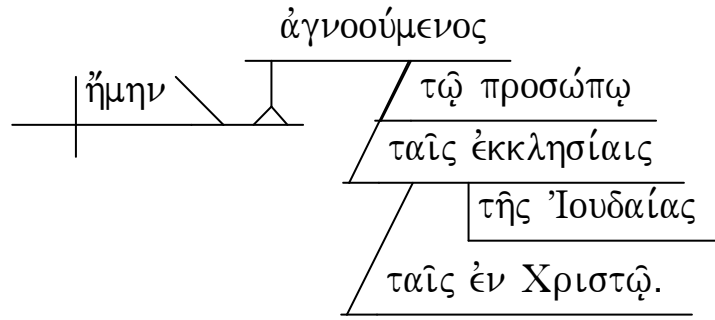 ἀγνοούμενος
ἤμην
τῷ προσώπῳ
ταῖς ἐκκλησίαις
τῆς Ἰουδαίας
ταῖς ἐν Χριστῷ.